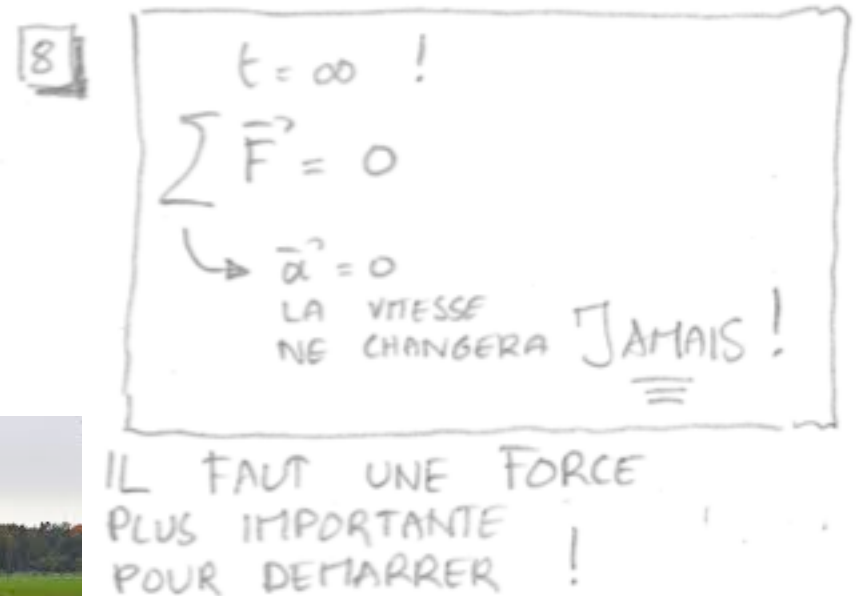 8
t = ∞ !
∑ F⃗ = 0
↳ a⃗ = 0
LA VITESSE
NE CHANGERA JAMAIS !
IL FAUT UNE FORCE
PLUS IMPORTANTE
POUR DEMARRER !